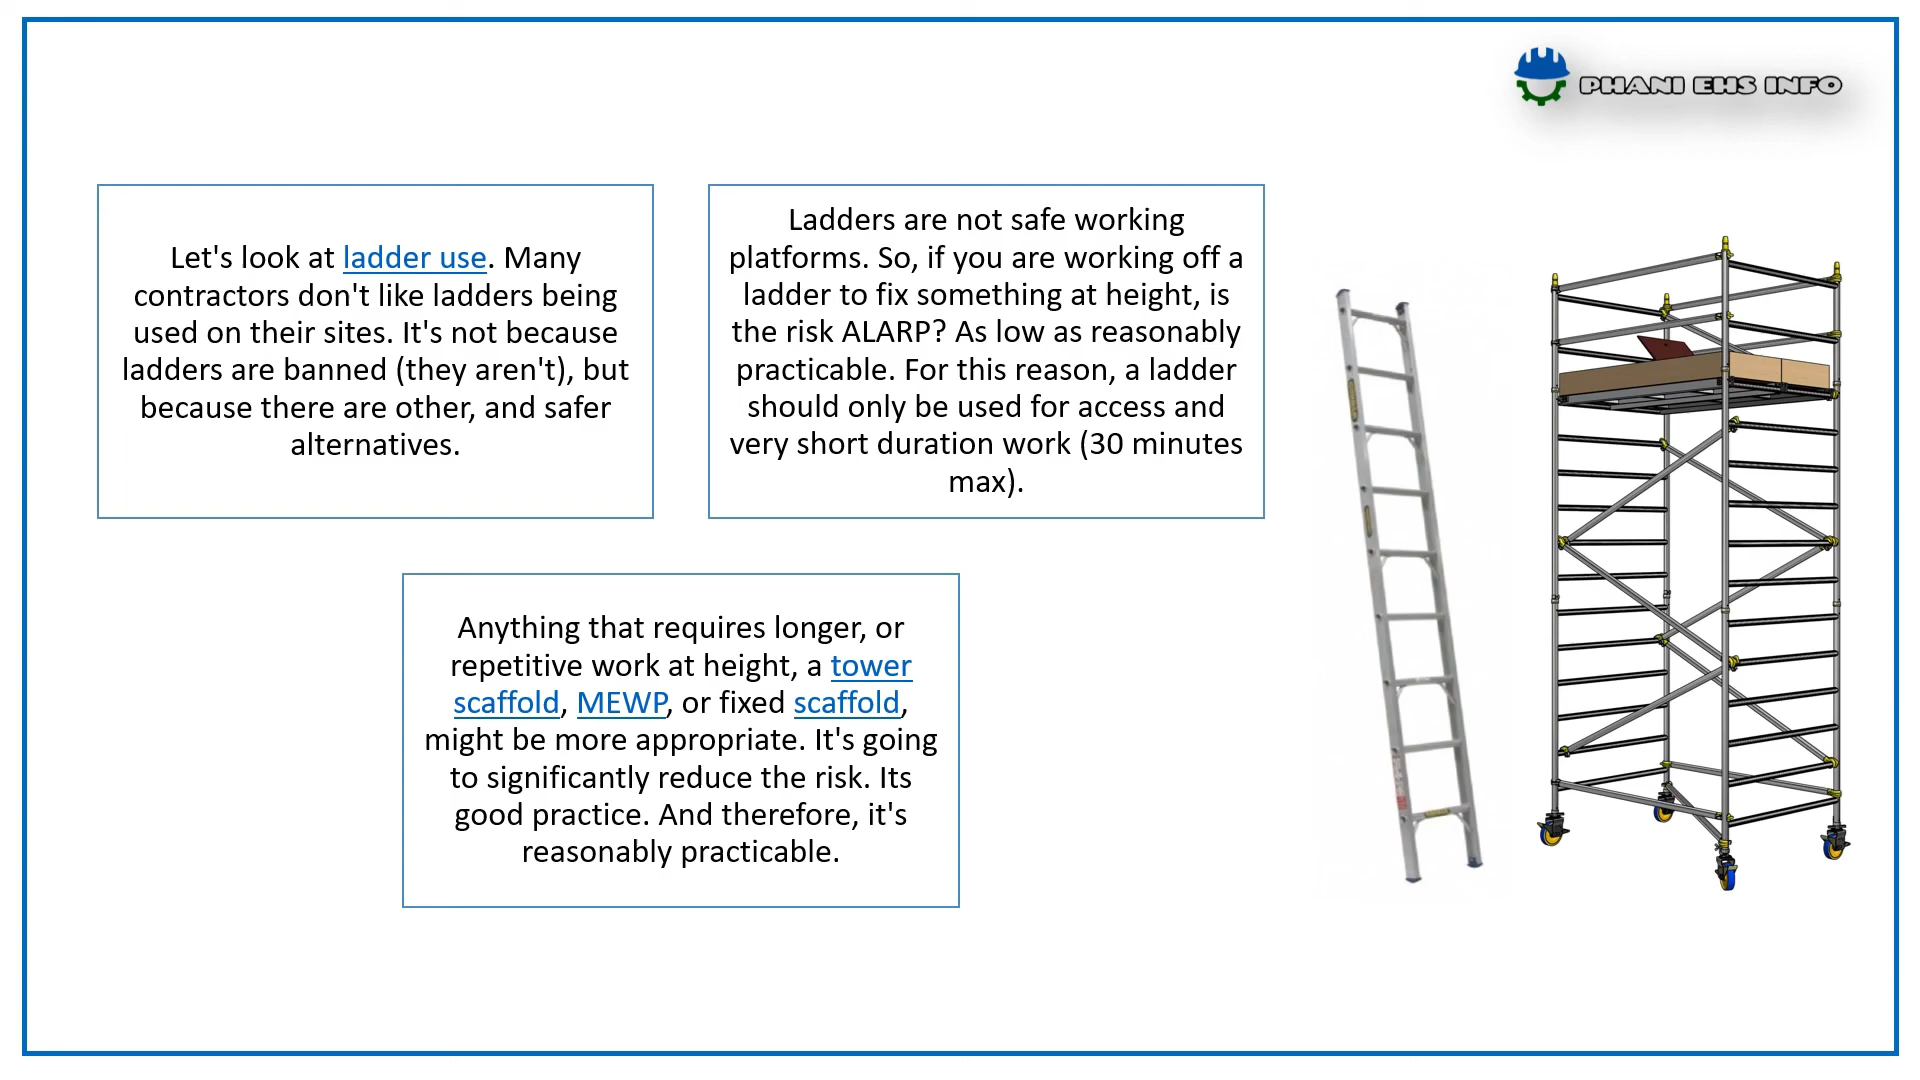 PHANI EHS INFO
Let's look at ladder use. Many
contractors don't like ladders being
used on their sites. It's not because
ladders are banned (they aren't), but
because there are other, and safer
alternatives.
Ladders are not safe working
platforms. So, if you are working off a
ladder to fix something at height, is
the risk ALARP? As low as reasonably
practicable. For this reason, a ladder
should only be used for access and
very short duration work (30 minutes
max).
Anything that requires longer, or
repetitive work at height, a tower
scaffold, MEWP, or fixed scaffold,
might be more appropriate. It's going
to significantly reduce the risk. Its
good practice. And therefore, it's
reasonably practicable.